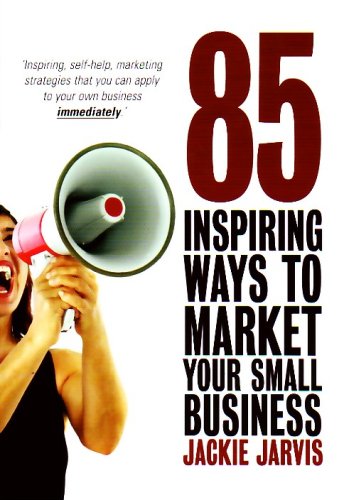 'Inspiring, self-help, marketing
strategies that you can apply
to your own business
immediately.'
85
INSPIRING
WAYS TO
MARKET
YOUR SMALL
BUSINESS
JACKIE JARVIS